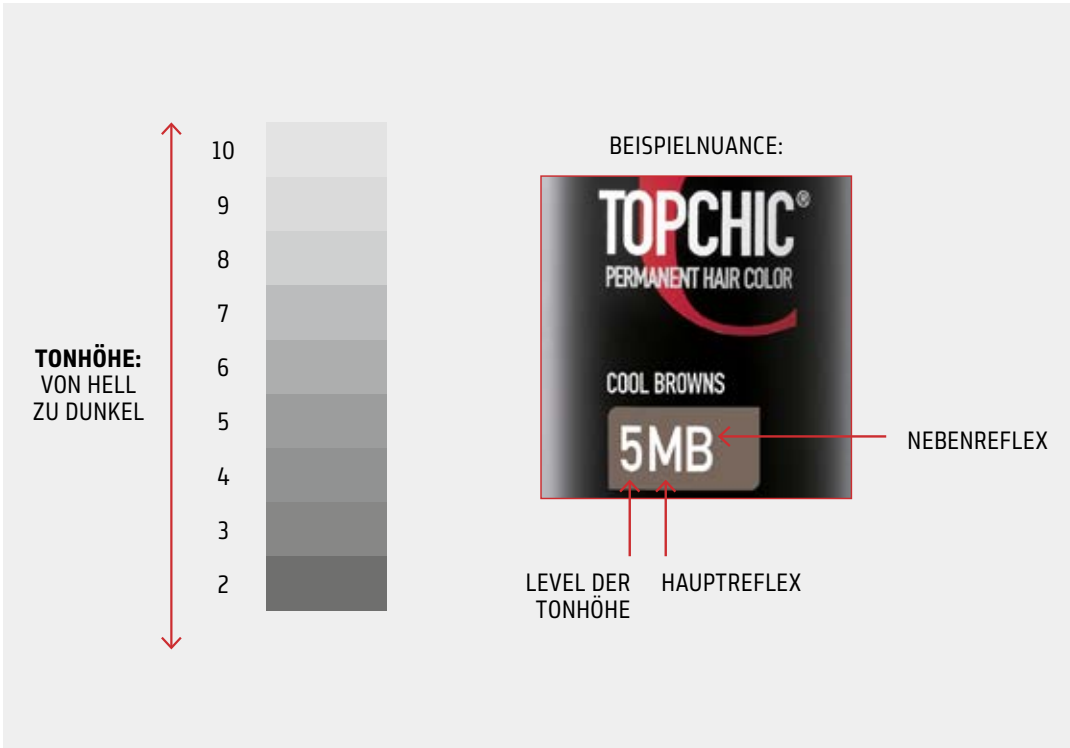 TONHÖHE:
VON HELL
ZU DUNKEL
10
9
8
7
6
5
4
3
2
BEISPIELNUANCE:
TOPCHIC®
PERMANENT HAIR COLOR
COOL BROWNS
5MB
NEBENREFLEX
LEVEL DER
TONHÖHE
HAUPTREFLEX